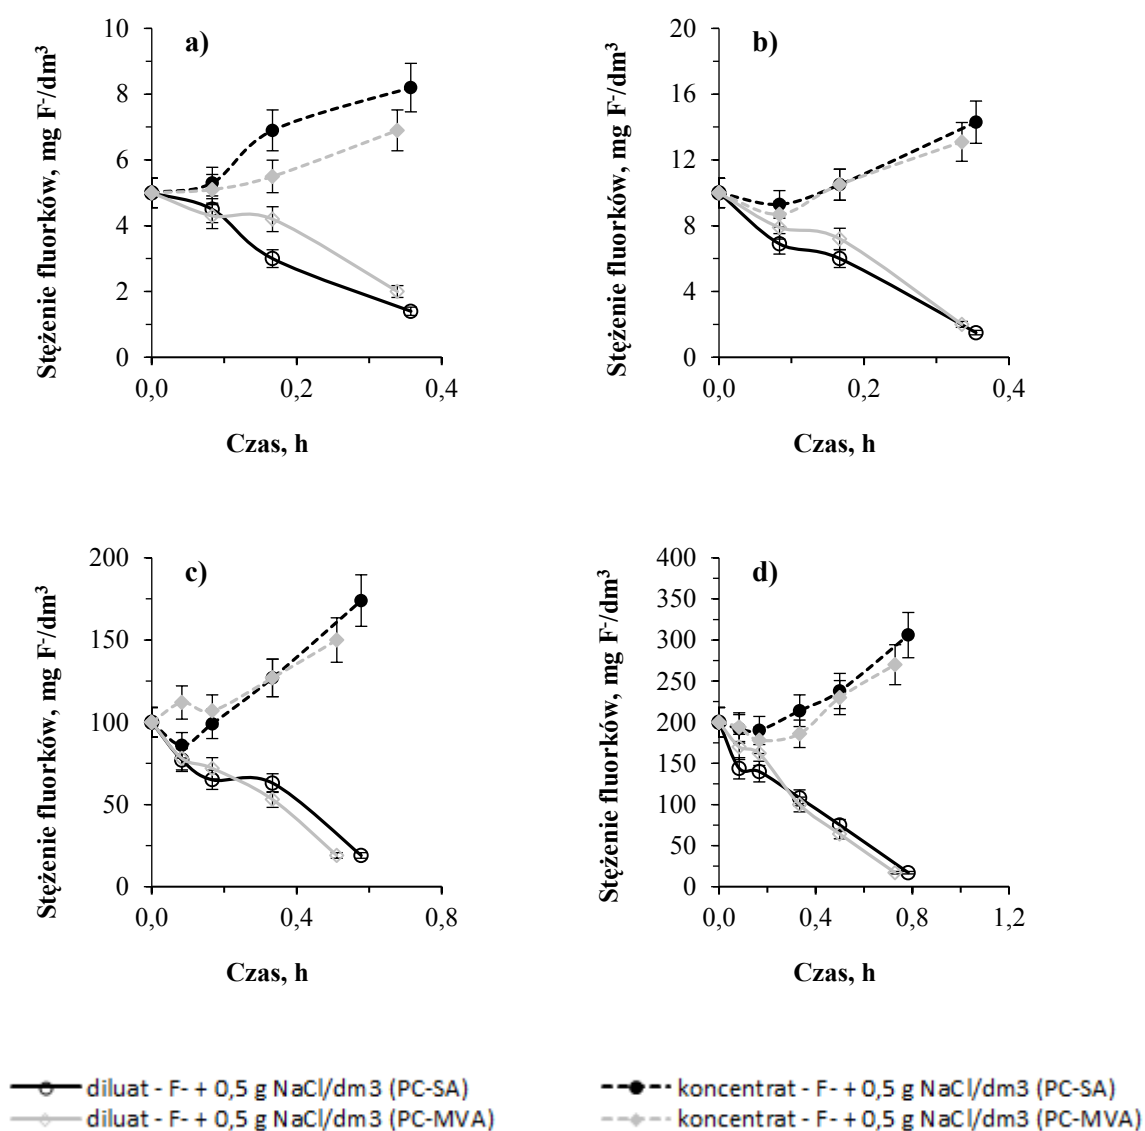 a)
Stężenie fluorków, mg F-/dm3
10
8
6
4
2
0
0,0 0,2 0,4
Czas, h
b)
Stężenie fluorków, mg F-/dm3
20
16
12
8
4
0
0,0 0,2 0,4
Czas, h
c)
Stężenie fluorków, mg F-/dm3
200
150
100
50
0
0,0 0,4 0,8
Czas, h
d)
Stężenie fluorków, mg F-/dm3
400
350
300
250
200
150
100
50
0
0,0 0,4 0,8 1,2
Czas, h
diluat - F- + 0,5 g NaCl/dm3 (PC-SA)
koncentrat - F- + 0,5 g NaCl/dm3 (PC-SA)
diluat - F- + 0,5 g NaCl/dm3 (PC-MVA)
koncentrat - F- + 0,5 g NaCl/dm3 (PC-MVA)